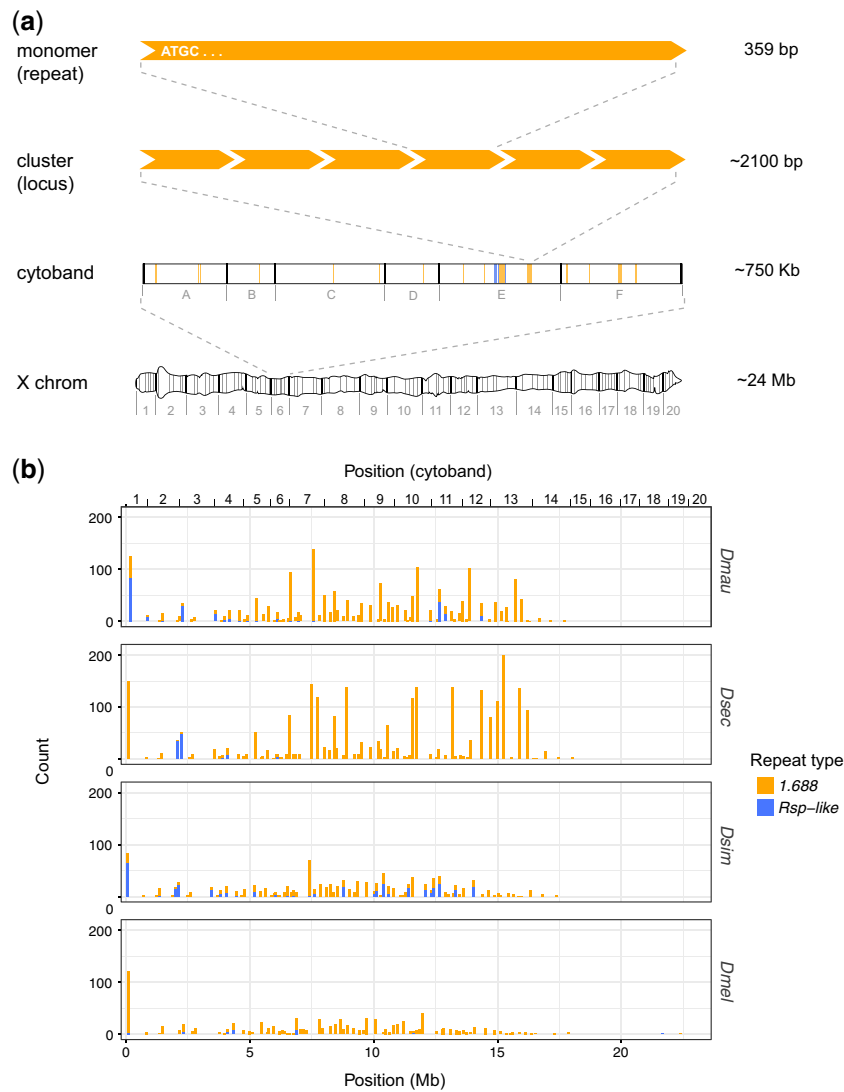 (a)
monomer
(repeat)
ATGC . . .
359 bp
cluster
(locus)
~2100 bp
cytoband
~750 Kb
A B C D E F
X chrom
~24 Mb
1 2 3 4 5 6 7 8 9 10 11 12 13 14 15 16 17 18 19 20
(b)
Position (cytoband)
1 2 3 4 5 6 7 8 9 10 11 12 13 14 15 16 17 18 19 20
200
100
0
Dmau
200
100
0
Dsec
200
100
0
Dsim
200
100
0
Dmel
Count
0 5 10 15 20
Position (Mb)
Repeat type
1.688
Rsp−like